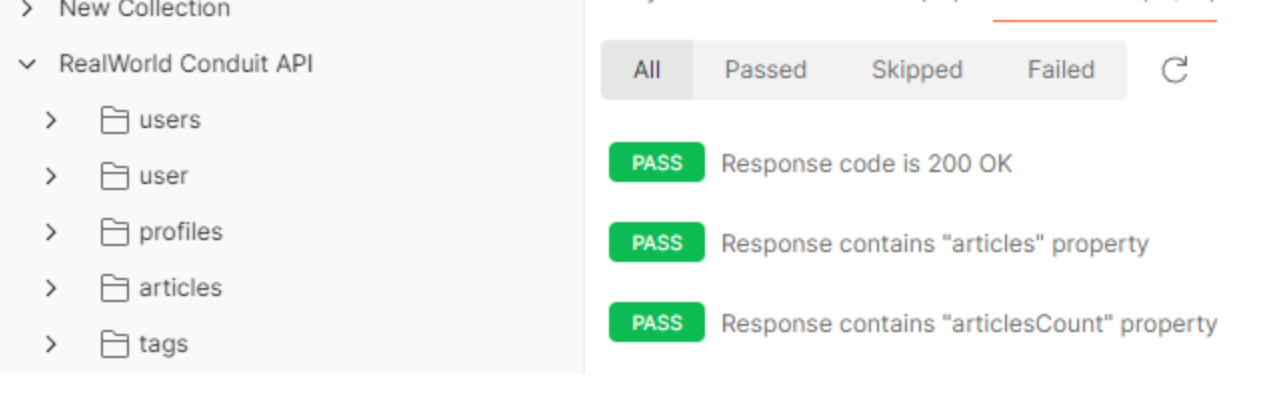 New Collection
RealWorld Conduit API
users
user
profiles
articles
tags
All Passed Skipped Failed
PASS Response code is 200 OK
PASS Response contains "articles" property
PASS Response contains "articlesCount" property